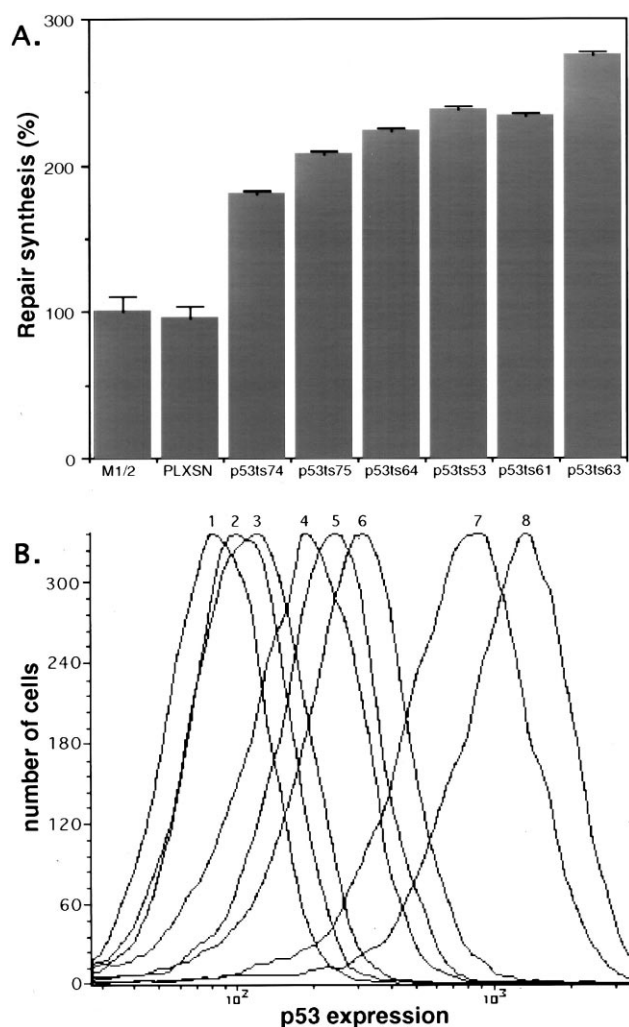 A.
300
200
100
0
Repair synthesis (%)
M1/2 PLXSN p53ts74 p53ts75 p53ts64 p53ts53 p53ts61 p53ts63
B.
1 2 3 4 5 6 7 8
300
240
180
120
60
0
number of cells
10² 10³
p53 expression